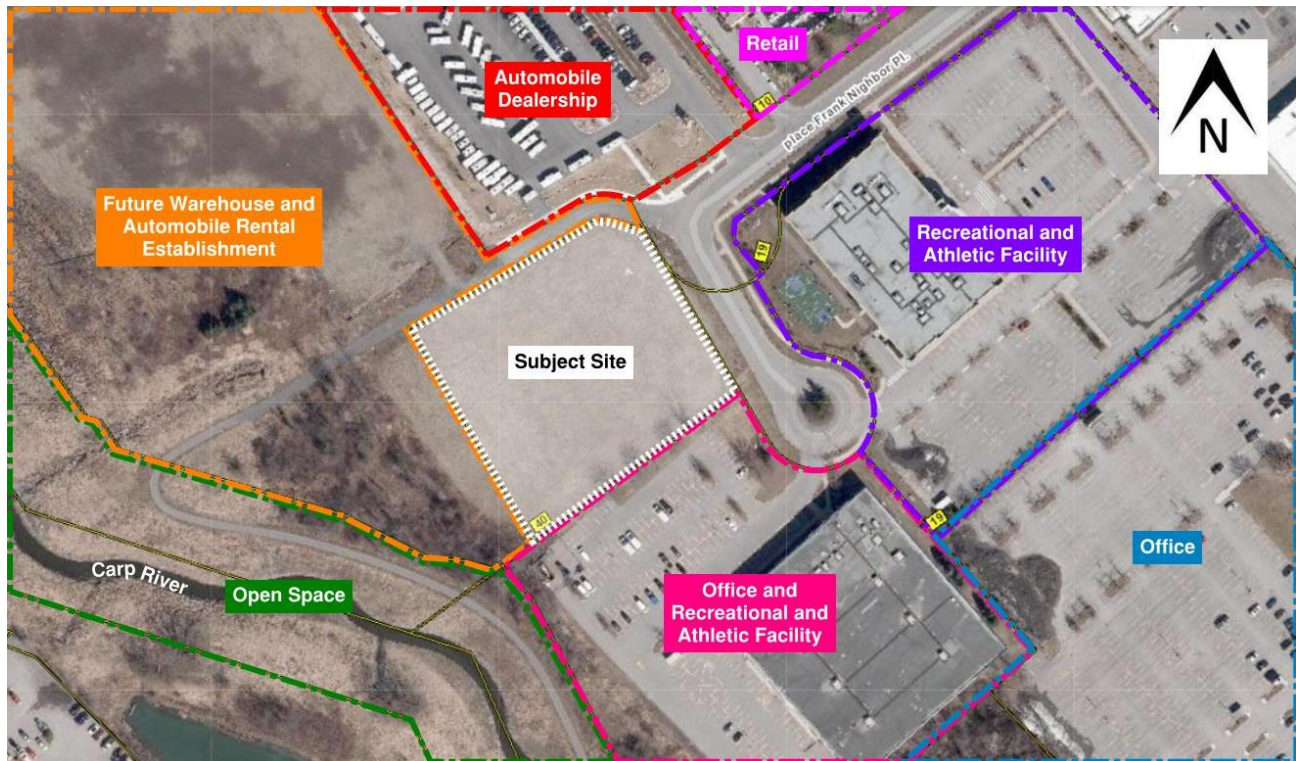 Retail
Automobile
Dealership
10
place Frank Nighbor Pl.
N
Future Warehouse and
Automobile Rental
Establishment
Recreational and
Athletic Facility
19
Subject Site
40
19
Office
Carp River
Open Space
Office and
Recreational and
Athletic Facility